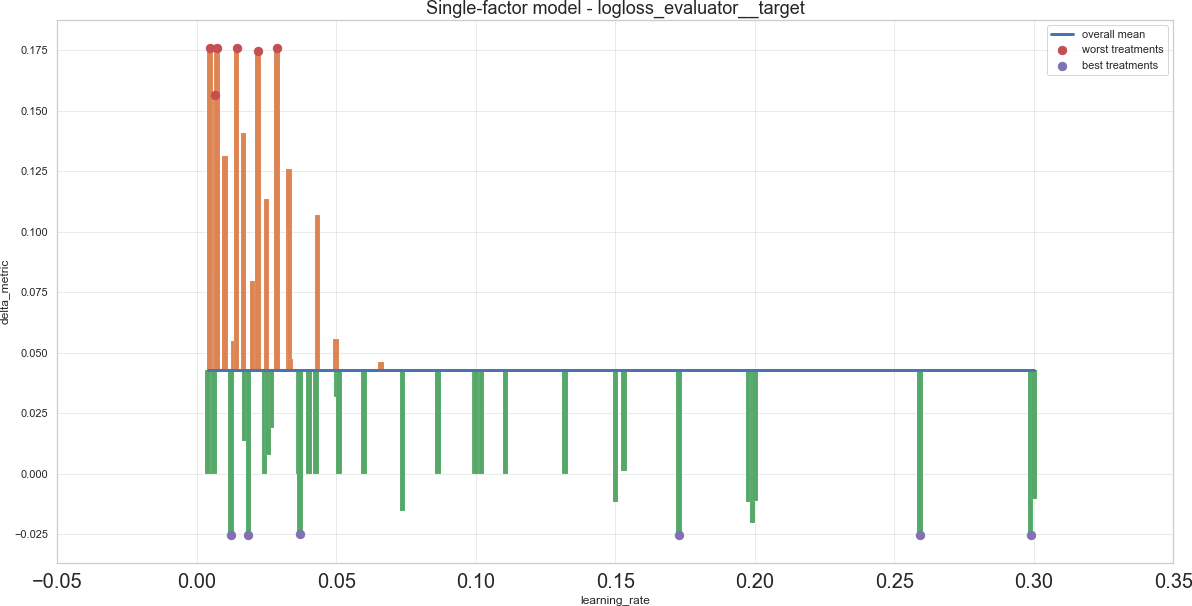 Single-factor model - logloss_evaluator__target
overall mean
worst treatments
best treatments
delta_metric
0.175
0.150
0.125
0.100
0.075
0.050
0.025
0.000
−0.025
−0.05 0.00 0.05 0.10 0.15 0.20 0.25 0.30 0.35
learning_rate